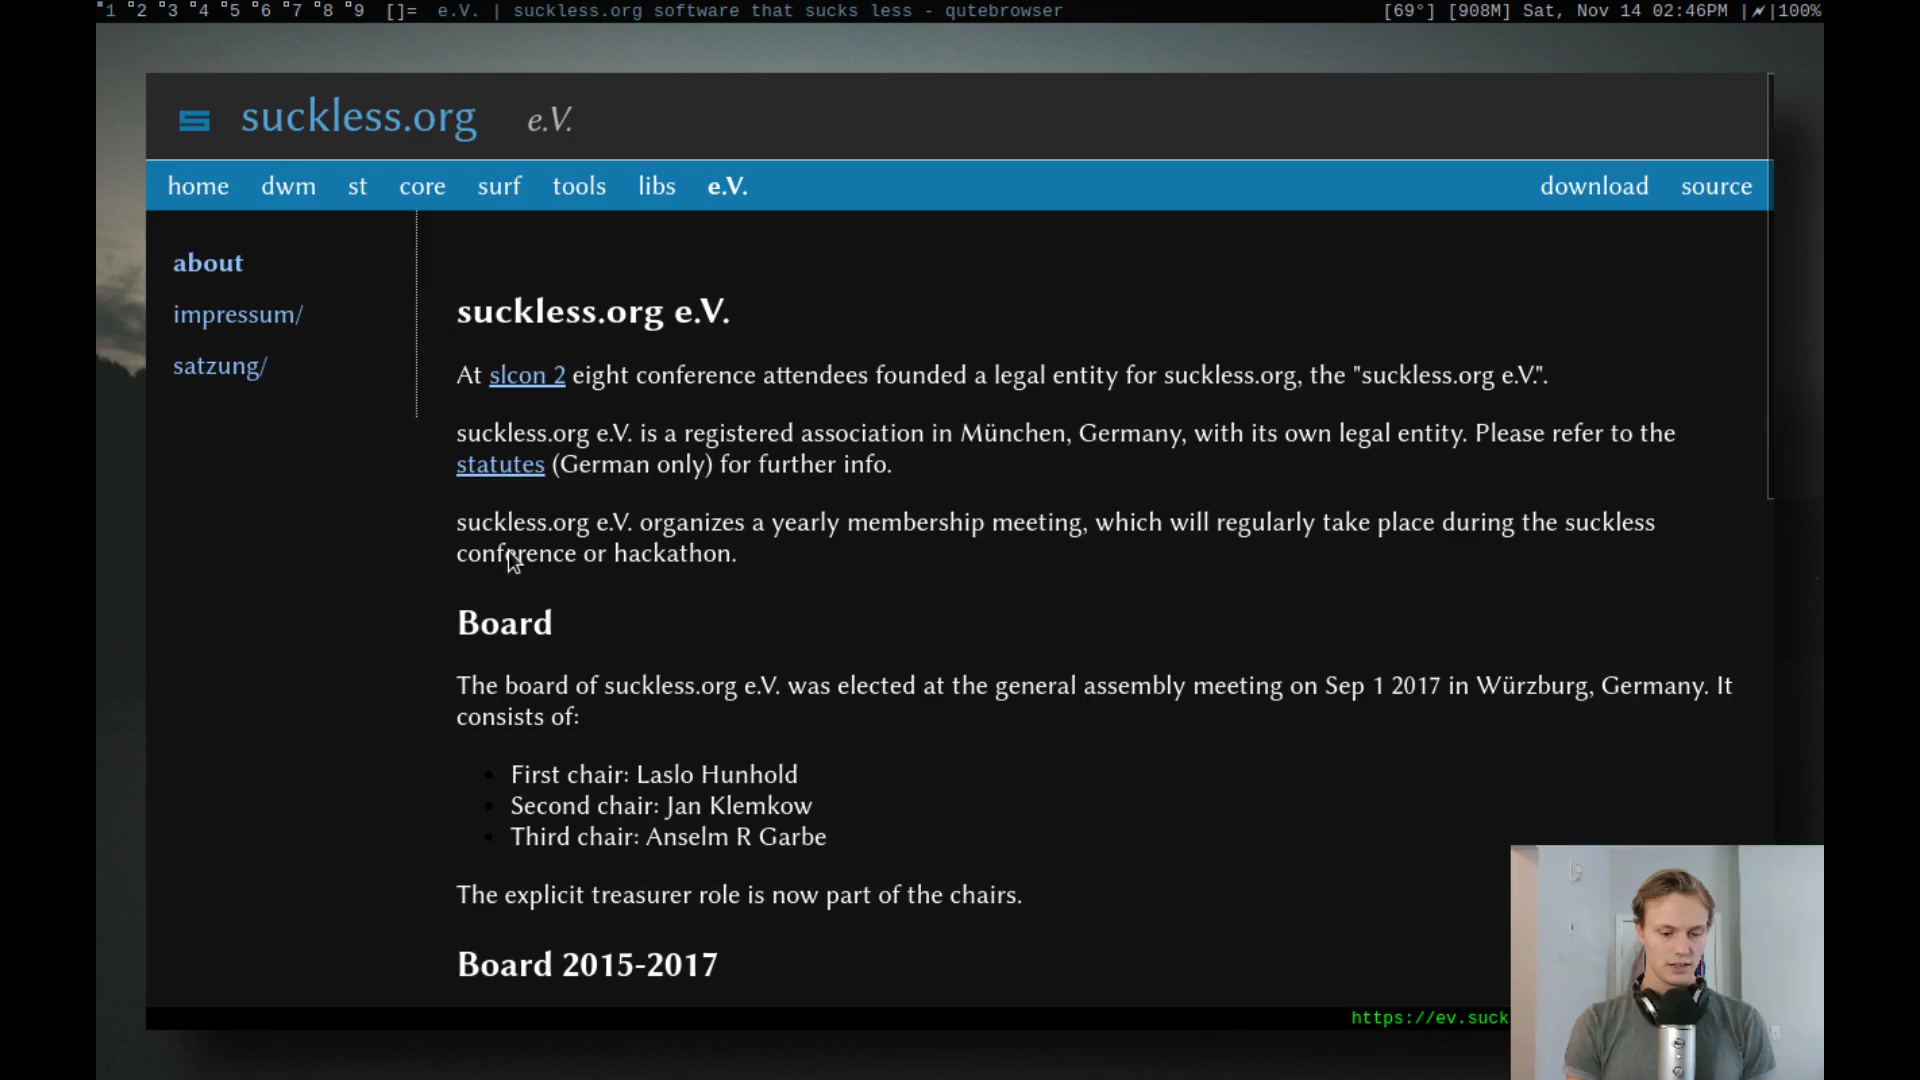 1 2 3 4 5 6 7 8 9 []= e.V. | suckless.org software that sucks less - qutebrowser [69°] [908M] Sat, Nov 14 02:46PM | |100%
suckless.org e.V.
home dwm st core surf tools libs e.V. download source
about
impressum/
satzung/
suckless.org e.V.
At slcon 2 eight conference attendees founded a legal entity for suckless.org, the "suckless.org e.V.".
suckless.org e.V. is a registered association in München, Germany, with its own legal entity. Please refer to the
statutes (German only) for further info.
suckless.org e.V. organizes a yearly membership meeting, which will regularly take place during the suckless
conference or hackathon.
Board
The board of suckless.org e.V. was elected at the general assembly meeting on Sep 1 2017 in Würzburg, Germany. It
consists of:
First chair: Laslo Hunhold
Second chair: Jan Klemkow
Third chair: Anselm R Garbe
The explicit treasurer role is now part of the chairs.
Board 2015-2017
https://ev.suck